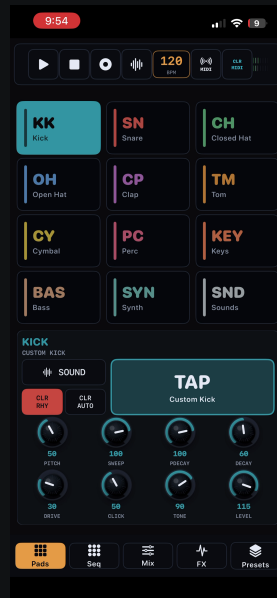 9:54
9
120
BPM
MIDI
CLR
MIDI
KK
Kick
SN
Snare
CH
Closed Hat
OH
Open Hat
CP
Clap
TM
Tom
CY
Cymbal
PC
Perc
KEY
Keys
BAS
Bass
SYN
Synth
SND
Sounds
KICK
CUSTOM KICK
SOUND
TAP
Custom Kick
CLR
RHY
CLR
AUTO
50
100
100
60
PITCH
SWEEP
PDECAY
DECAY
30
50
90
115
DRIVE
CLICK
TONE
LEVEL
Pads
Seq
Mix
FX
Presets